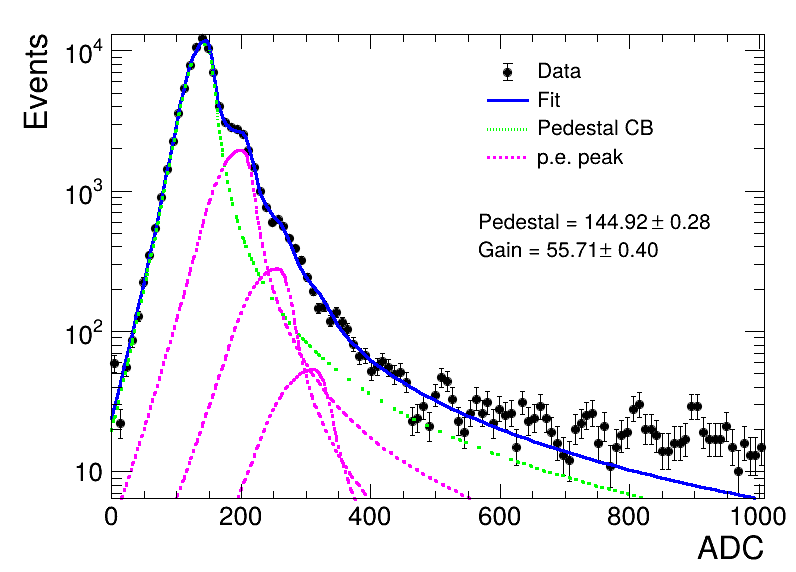 Events
10⁴
10³
10²
10
Data
Fit
Pedestal CB
p.e. peak
Pedestal = 144.92± 0.28
Gain = 55.71± 0.40
0 200 400 600 800 1000
ADC